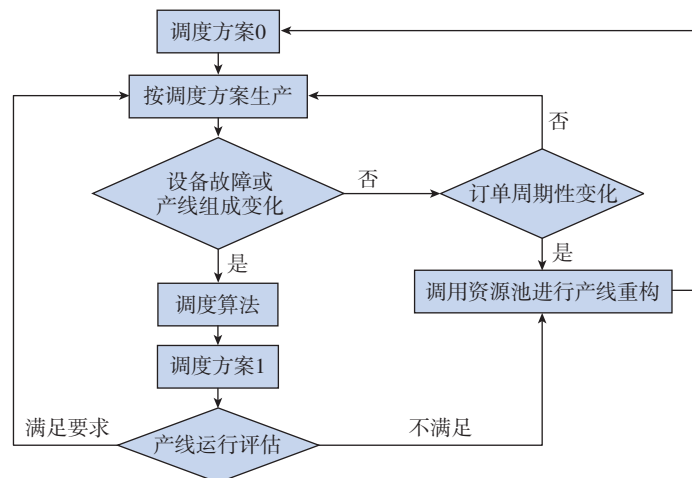 调度方案0
按调度方案生产
否
设备故障或
产线组成变化
否
订单周期性变化
是
是
调度算法
调用资源池进行产线重构
调度方案1
满足要求
产线运行评估
不满足